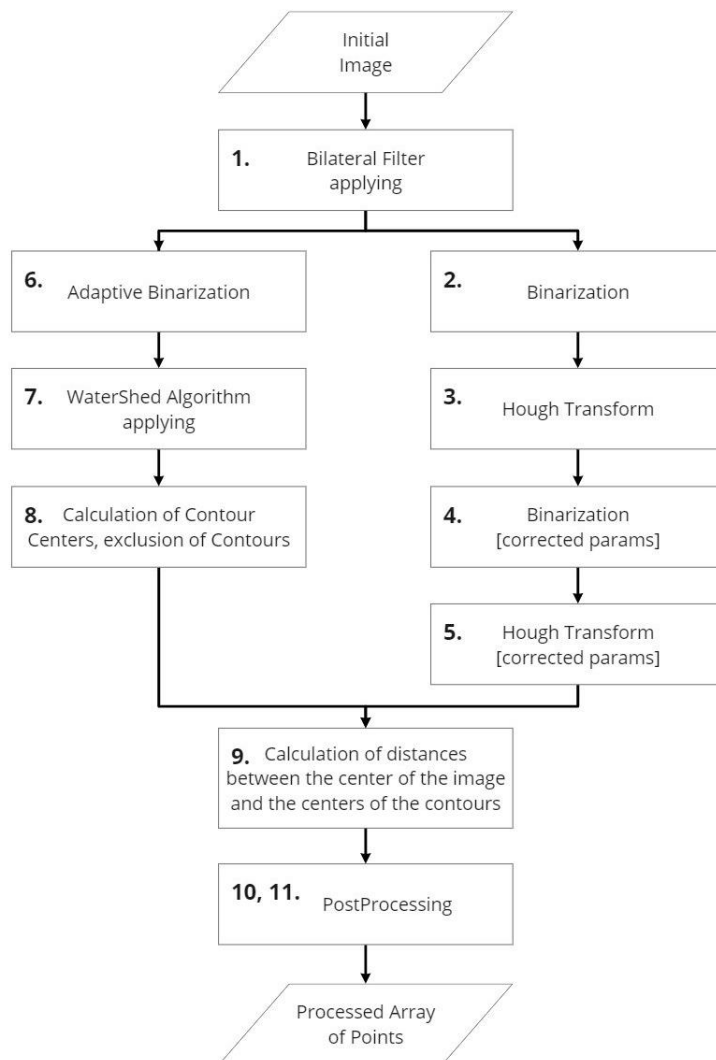 Initial
Image
1. Bilateral Filter
applying
6. Adaptive Binarization
2. Binarization
7. WaterShed Algorithm
applying
3. Hough Transform
8. Calculation of Contour
Centers, exclusion of Contours
4. Binarization
[corrected params]
5. Hough Transform
[corrected params]
9. Calculation of distances
between the center of the image
and the centers of the contours
10, 11. PostProcessing
Processed Array
of Points